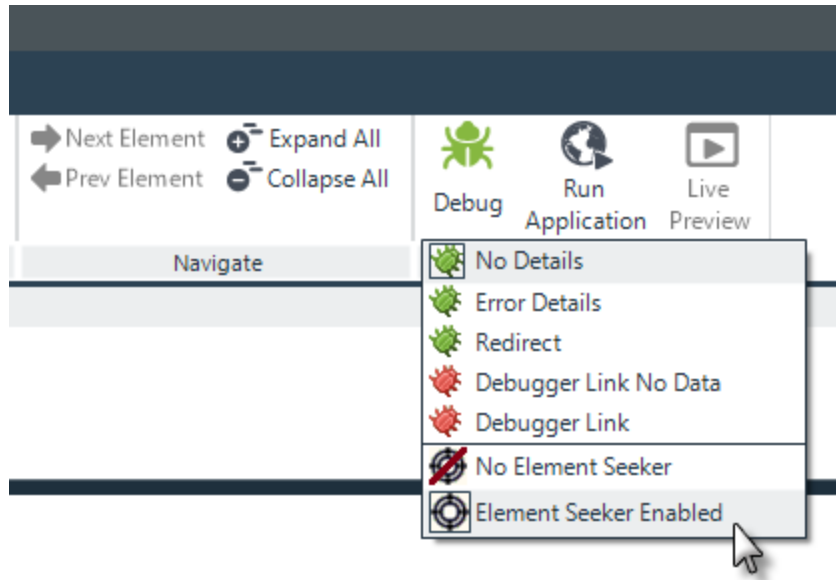 Next Element
Expand All
Prev Element
Collapse All
Navigate
Debug
Run
Application
Live
Preview
No Details
Error Details
Redirect
Debugger Link No Data
Debugger Link
No Element Seeker
Element Seeker Enabled